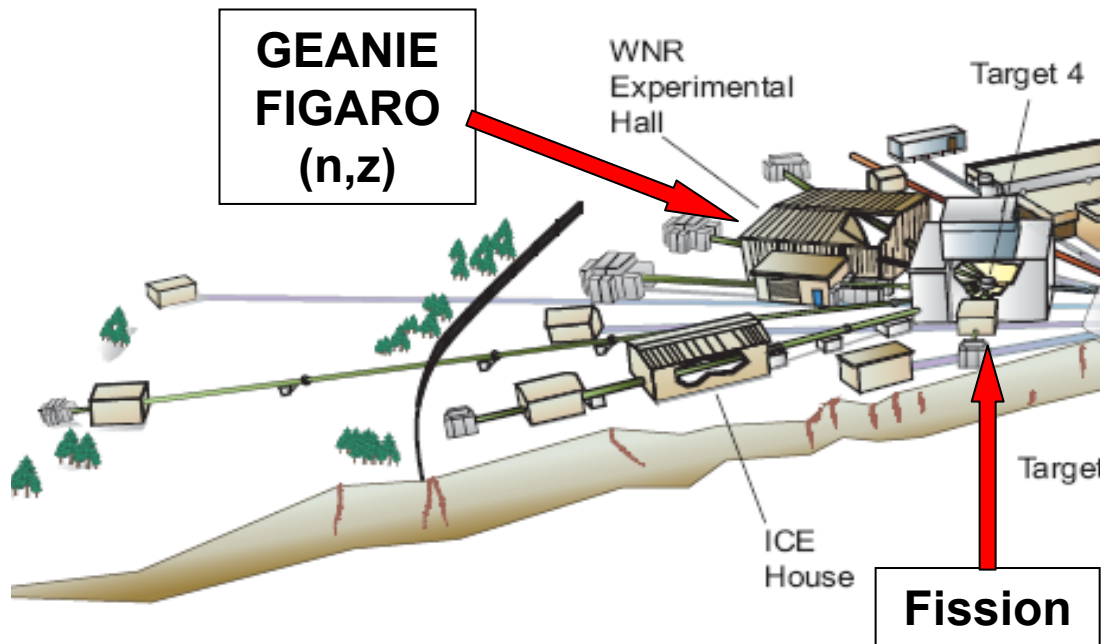 GEANIE
FIGARO
(n,z)
WNR
Experimental
Hall
Target 4
Target
ICE
House
Fission